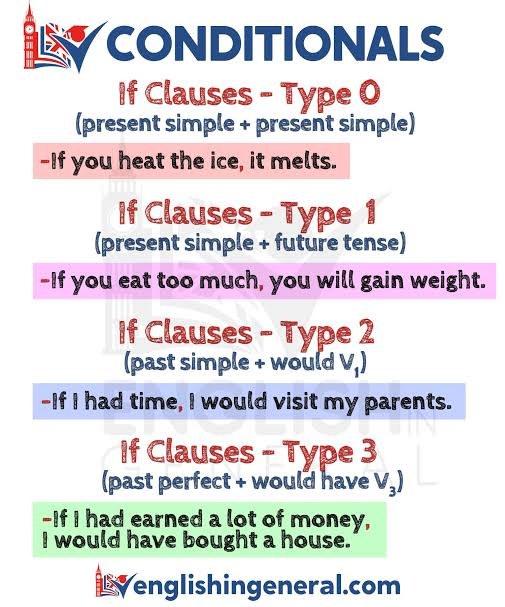 CONDITIONALS
If Clauses - Type 0
(present simple + present simple)
-If you heat the ice, it melts.
If Clauses - Type 1
(present simple + future tense)
-If you eat too much, you will gain weight.
If Clauses - Type 2
(past simple + would V₁)
-If I had time, I would visit my parents.
ENGLISH IN
GENERAL
If Clauses - Type 3
(past perfect + would have V₃)
-If I had earned a lot of money,
I would have bought a house.
englishingeneral.com